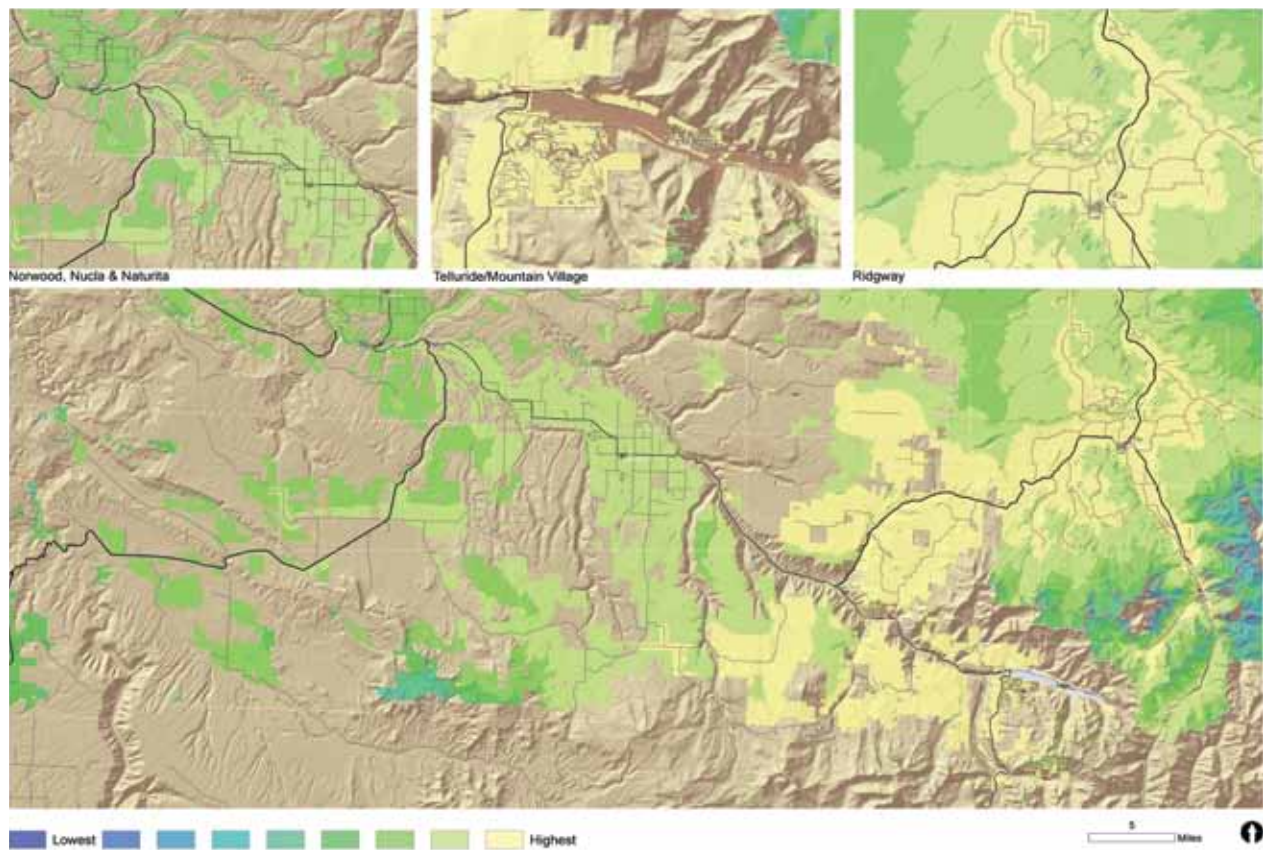 Norwood, Nucla & Naturita
Telluride/Mountain Village
Ridgway
Lowest
Highest
5
Miles